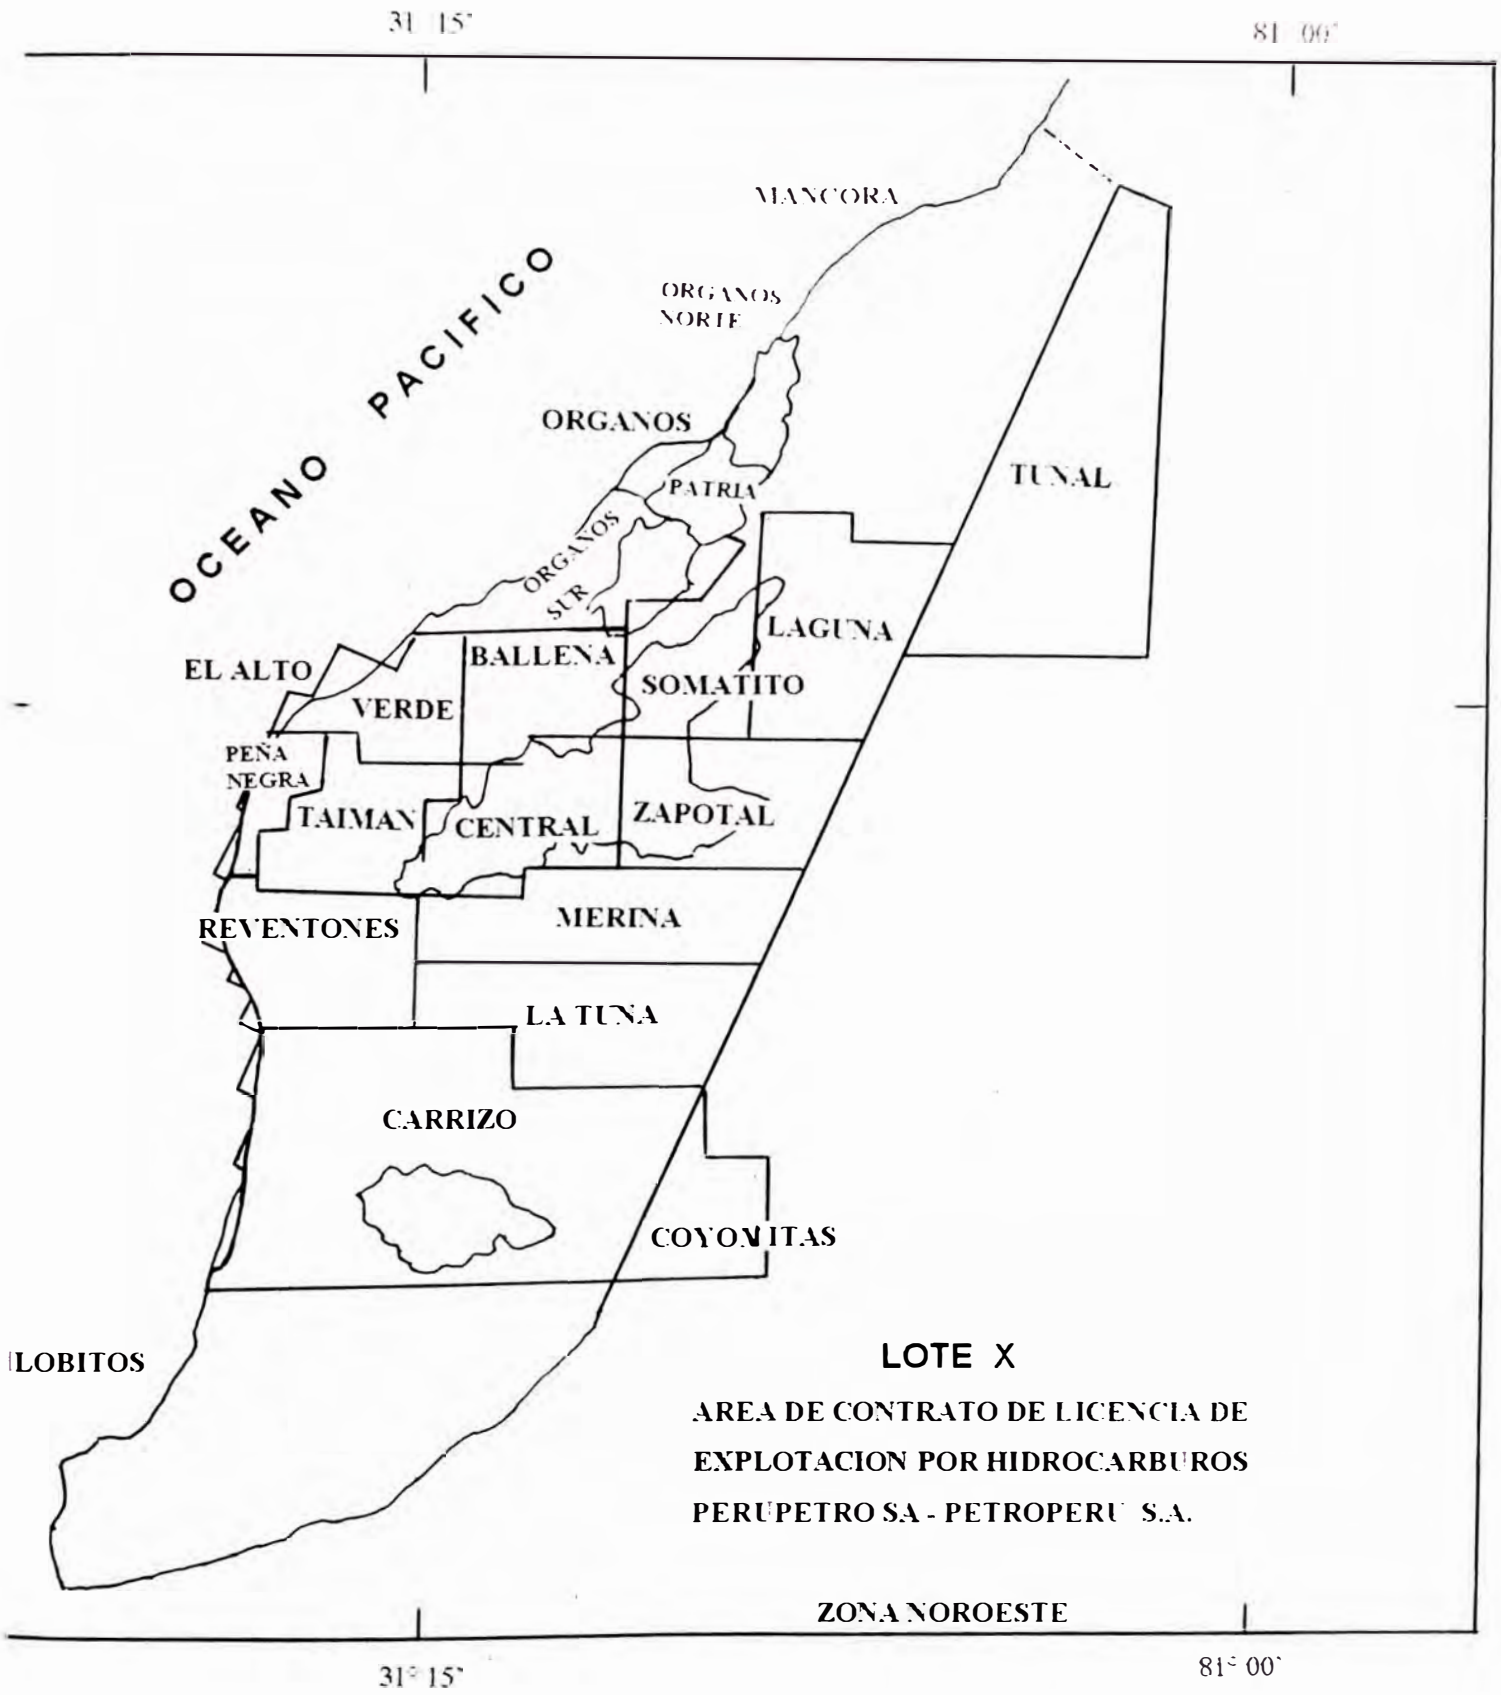 31 15'
81 00'
MANCORA
OCEANO PACIFICO
ORGANOS
NORTE
ORGANOS
TUNAL
PATRIA
ORGANOS
SUR
LAGUNA
BALLENA
EL ALTO
SOMATITO
VERDE
PEÑA
NEGRA
TAIMAN
CENTRAL
ZAPOTAL
REVENTONES
MERINA
LA TUNA
CARRIZO
COYONITAS
LOBITOS
LOTE X
AREA DE CONTRATO DE LICENCIA DE
EXPLOTACION POR HIDROCARBUROS
PERUPETRO SA - PETROPERU S.A.
ZONA NOROESTE
31° 15'
81° 00'